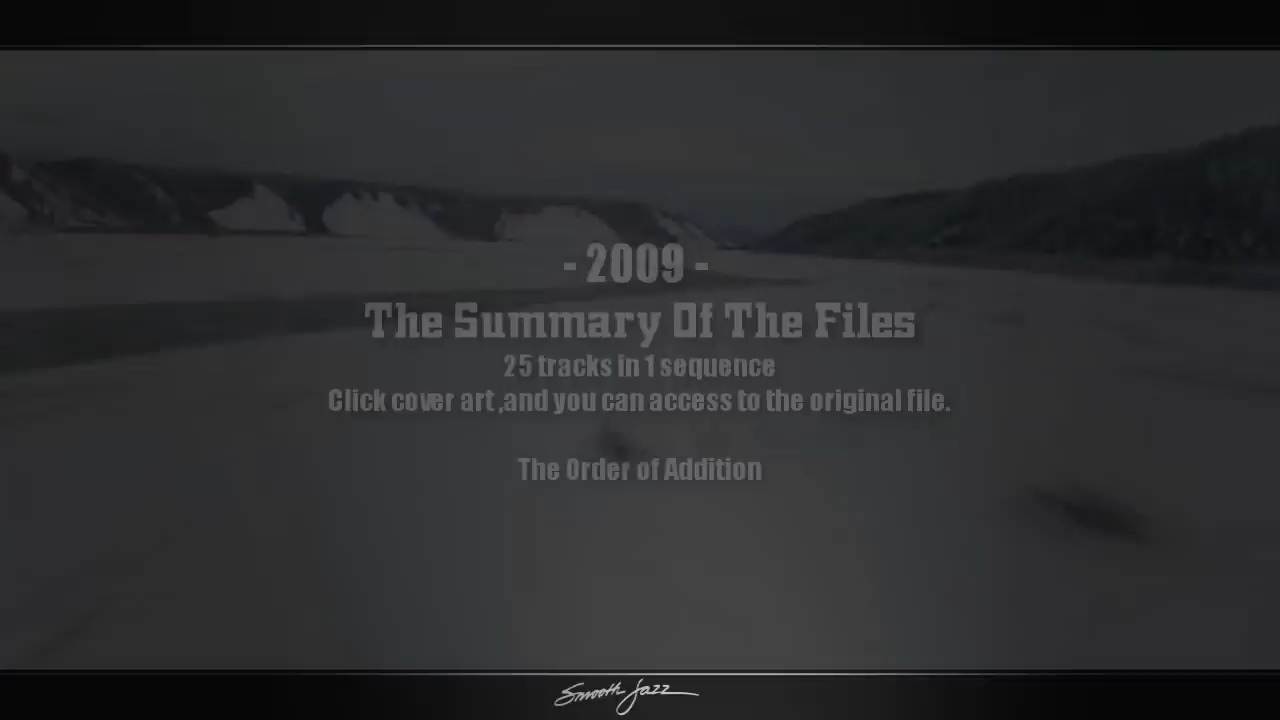 - 2009 -
The Summary Of The Files
25 tracks in 1 sequence
Click cover art ,and you can access to the original file.
The Order of Addition
Smooth Jazz